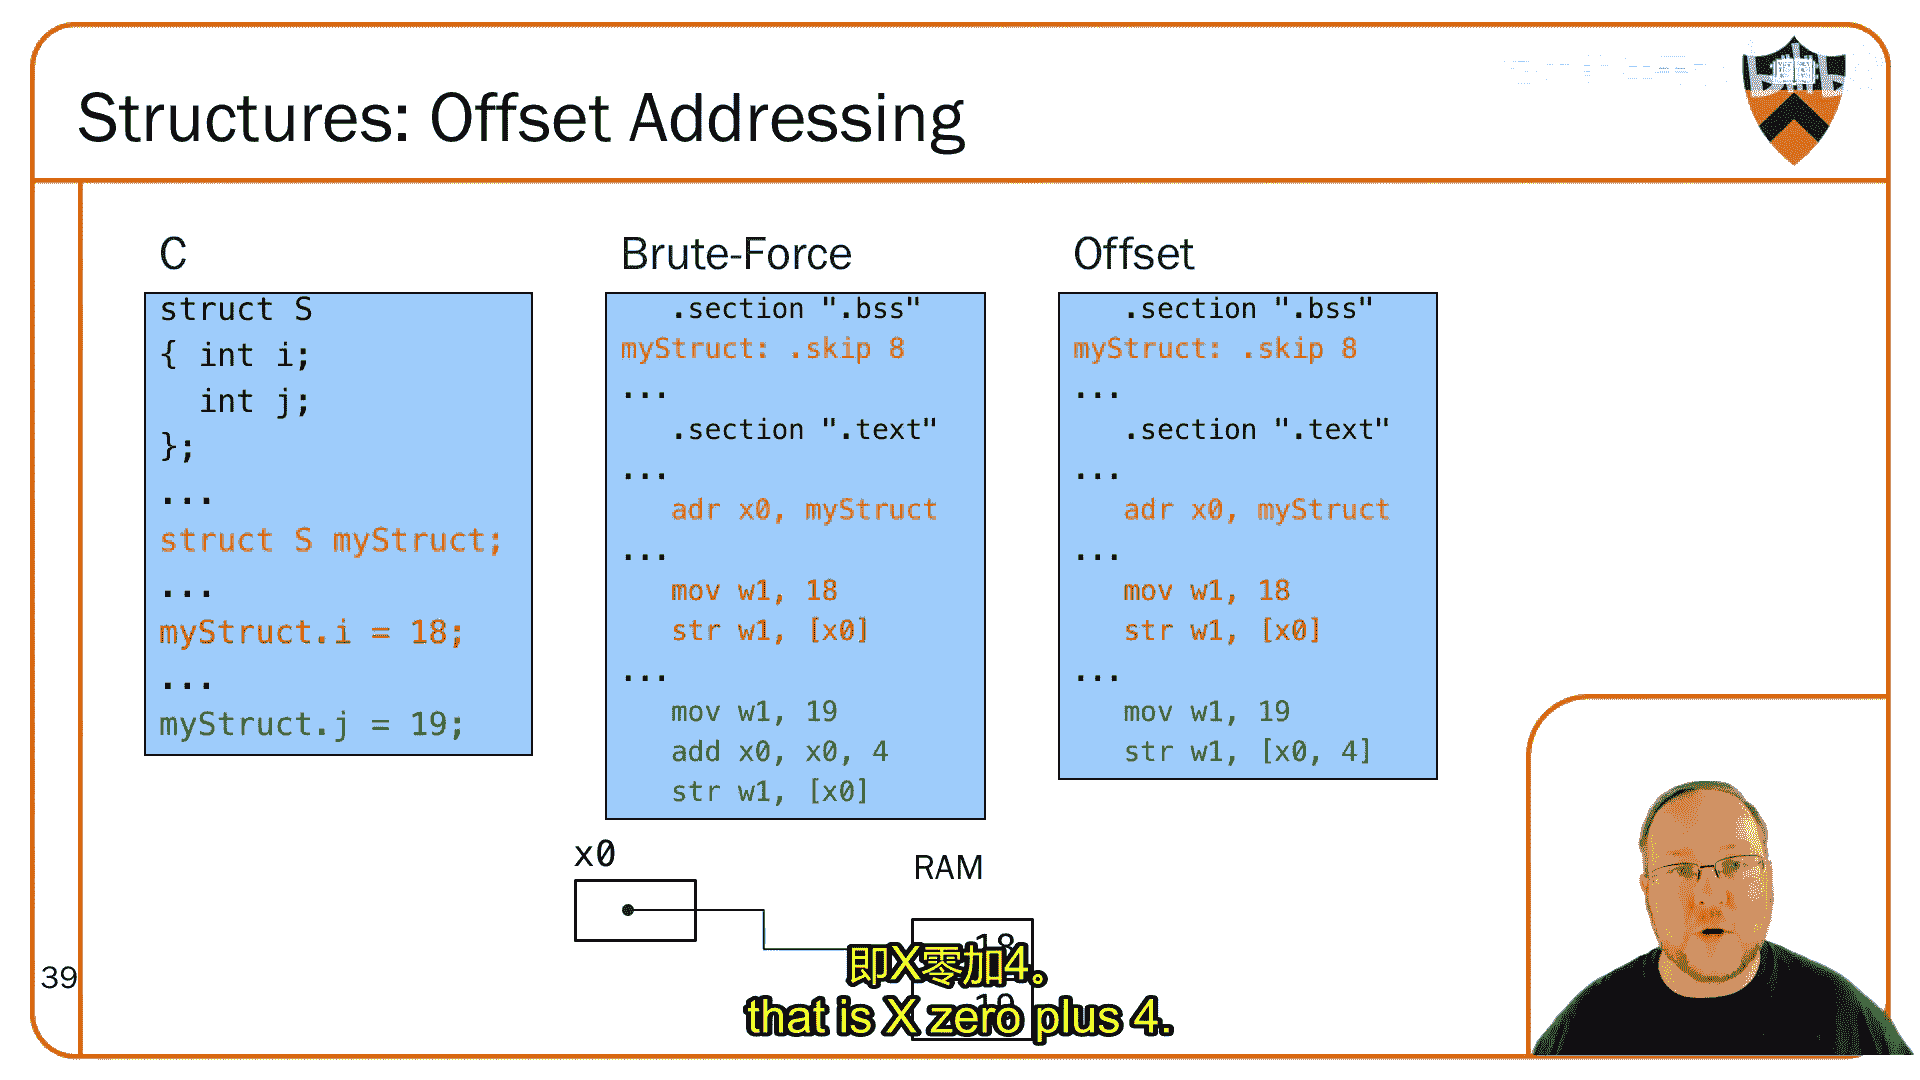 Structures: Offset Addressing
C
struct S
{ int i;
int j;
};
...
struct S myStruct;
...
myStruct.i = 18;
...
myStruct.j = 19;
Brute-Force
.section ".bss"
myStruct: .skip 8
...
.section ".text"
...
adr x0, myStruct
...
mov w1, 18
str w1, [x0]
...
mov w1, 19
add x0, x0, 4
str w1, [x0]
Offset
.section ".bss"
myStruct: .skip 8
...
.section ".text"
...
adr x0, myStruct
...
mov w1, 18
str w1, [x0]
...
mov w1, 19
str w1, [x0, 4]
x0
RAM
18
19
即X零加4。
that is X zero plus 4.
39